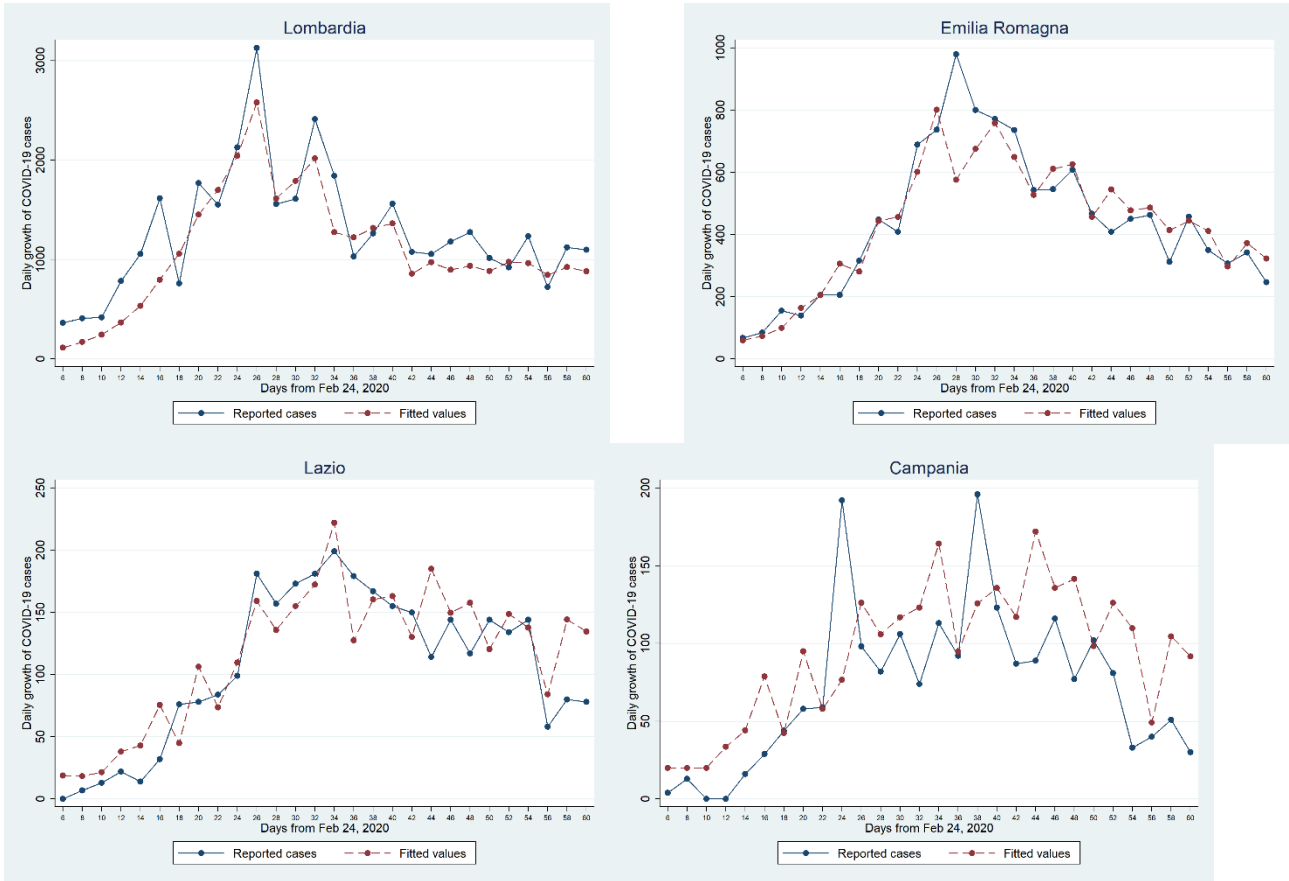 Lombardia
Daily growth of COVID-19 cases
3000
2000
1000
0
6 8 10 12 14 16 18 20 22 24 26 28 30 32 34 36 38 40 42 44 46 48 50 52 54 56 58 60
Days from Feb 24, 2020
Reported cases Fitted values
Emilia Romagna
Daily growth of COVID-19 cases
1000
800
600
400
200
0
6 8 10 12 14 16 18 20 22 24 26 28 30 32 34 36 38 40 42 44 46 48 50 52 54 56 58 60
Days from Feb 24, 2020
Reported cases Fitted values
Lazio
Daily growth of COVID-19 cases
250
200
150
100
50
0
6 8 10 12 14 16 18 20 22 24 26 28 30 32 34 36 38 40 42 44 46 48 50 52 54 56 58 60
Days from Feb 24, 2020
Reported cases Fitted values
Campania
Daily growth of COVID-19 cases
200
150
100
50
0
6 8 10 12 14 16 18 20 22 24 26 28 30 32 34 36 38 40 42 44 46 48 50 52 54 56 58 60
Days from Feb 24, 2020
Reported cases Fitted values